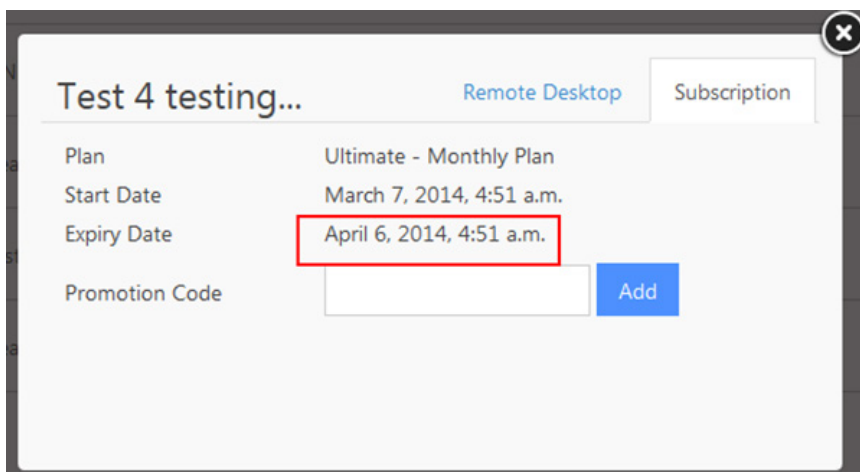 Test 4 testing...
Remote Desktop
Subscription
Plan
Ultimate - Monthly Plan
Start Date
March 7, 2014, 4:51 a.m.
Expiry Date
April 6, 2014, 4:51 a.m.
Promotion Code
Add